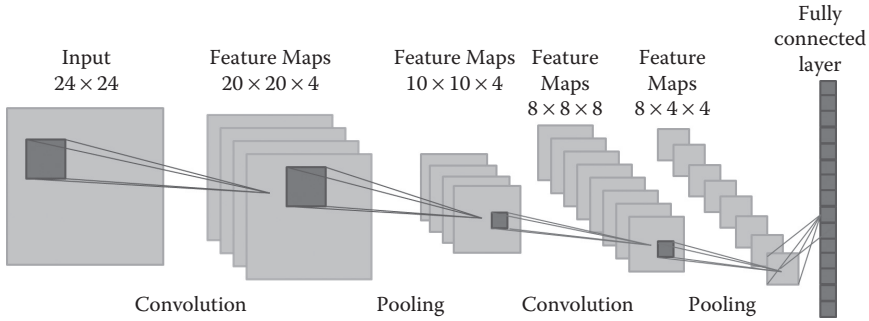 Input
24 × 24
Feature Maps
20 × 20 × 4
Feature Maps
10 × 10 × 4
Feature
Maps
8 × 8 × 8
Feature
Maps
8 × 4 × 4
Fully
connected
layer
Convolution
Pooling
Convolution
Pooling